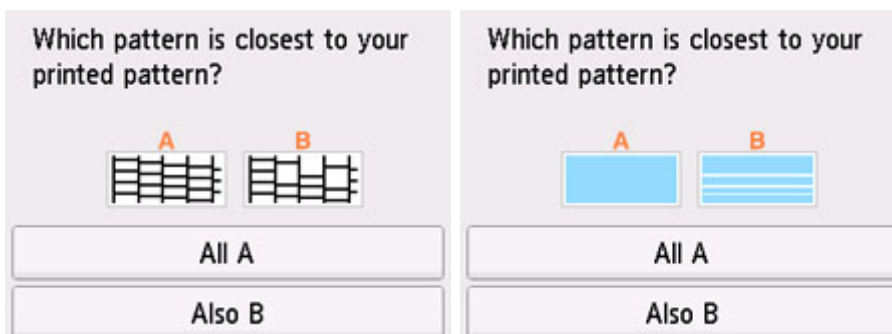 Which pattern is closest to your
printed pattern?
A B
All A
Also B
Which pattern is closest to your
printed pattern?
A B
All A
Also B